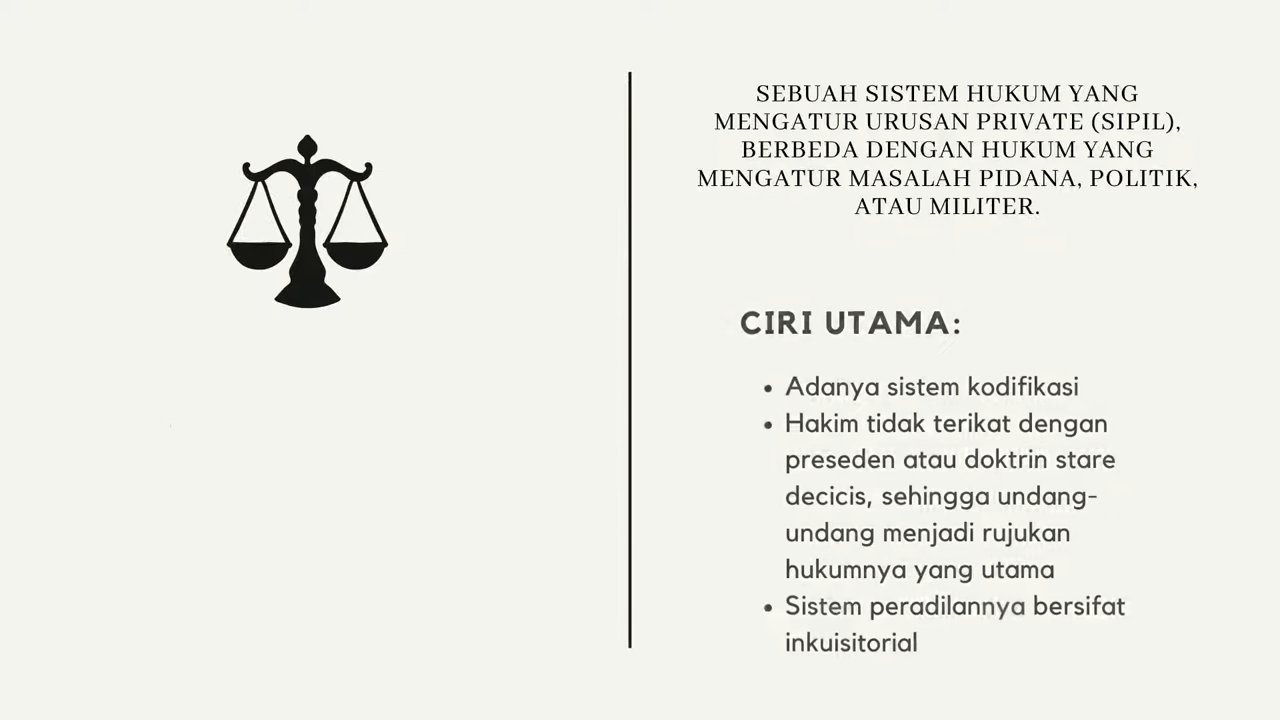 SEBUAH SISTEM HUKUM YANG
MENGATUR URUSAN PRIVATE (SIPIL),
BERBEDA DENGAN HUKUM YANG
MENGATUR MASALAH PIDANA, POLITIK,
ATAU MILITER.
CIRI UTAMA:
• Adanya sistem kodifikasi
• Hakim tidak terikat dengan
preseden atau doktrin stare
decicis, sehingga undang-
undang menjadi rujukan
hukumnya yang utama
• Sistem peradilannya bersifat
inkuisitorial